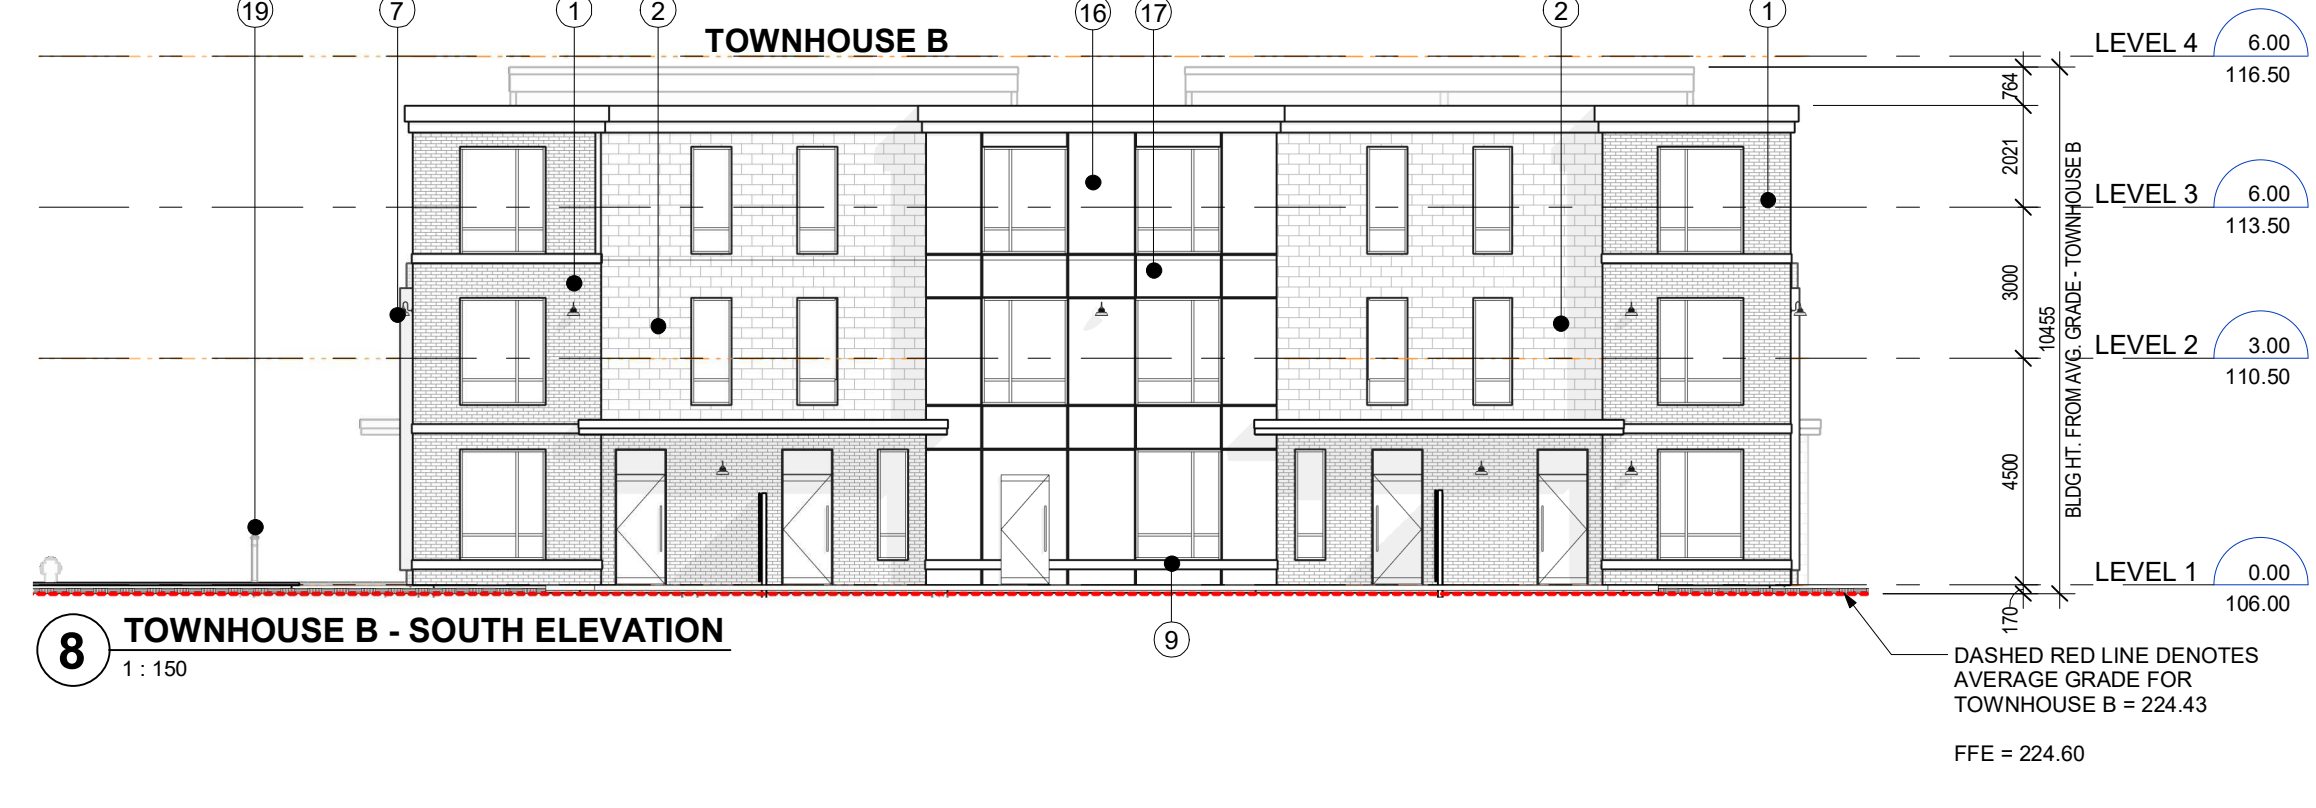 19
7
1
2
16
17
2
1
TOWNHOUSE B
LEVEL 4
6.00
116.50
764
2021
LEVEL 3
6.00
113.50
3000
10455
BLDG HT. FROM AVG. GRADE - TOWNHOUSE B
LEVEL 2
3.00
110.50
4500
LEVEL 1
0.00
106.00
170
9
8
TOWNHOUSE B - SOUTH ELEVATION
1 : 150
DASHED RED LINE DENOTES
AVERAGE GRADE FOR
TOWNHOUSE B = 224.43
FFE = 224.60